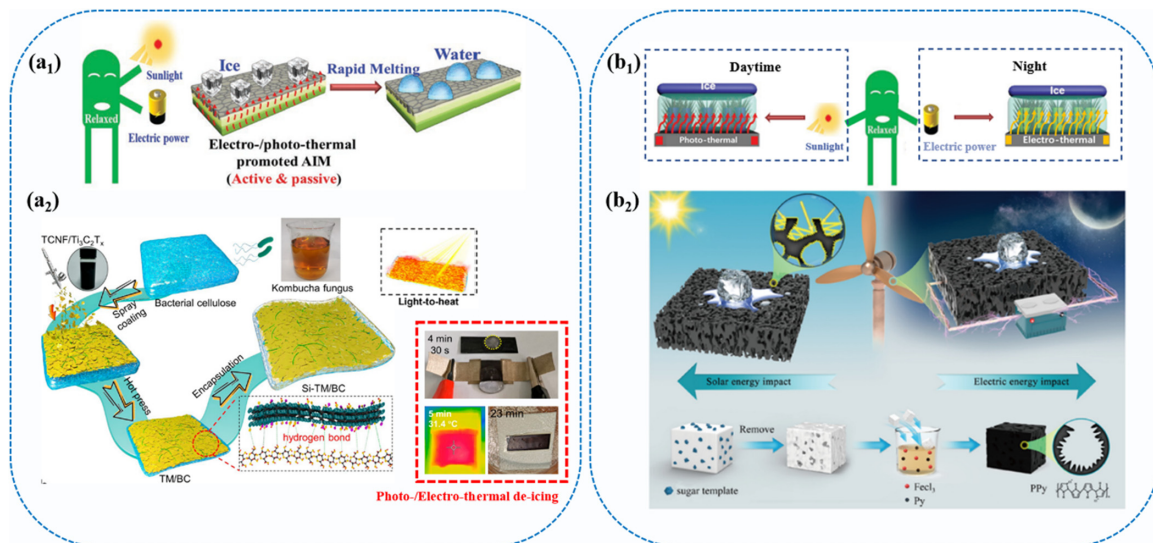 (a1)
Sunlight
Relaxed
Electric power
Ice
Rapid Melting
Water
Electro-/photo-thermal
promoted AIM
(Active & passive)
(a2)
TCNF/Ti3C2Tx
Spray
coating
Bacterial cellulose
Kombucha fungus
Light-to-heat
Hot press
TM/BC
Encapsulation
Si-TM/BC
hydrogen bond
4 min
30 s
5 min
31.4 °C
23 min
Photo-/Electro-thermal de-icing
(b1)
Daytime
Ice
Photo-thermal
Sunlight
Relaxed
Electric power
Night
Ice
Electro-thermal
(b2)
Solar energy impact
Electric energy impact
Remove
sugar template
Fecl3
Py
PPy